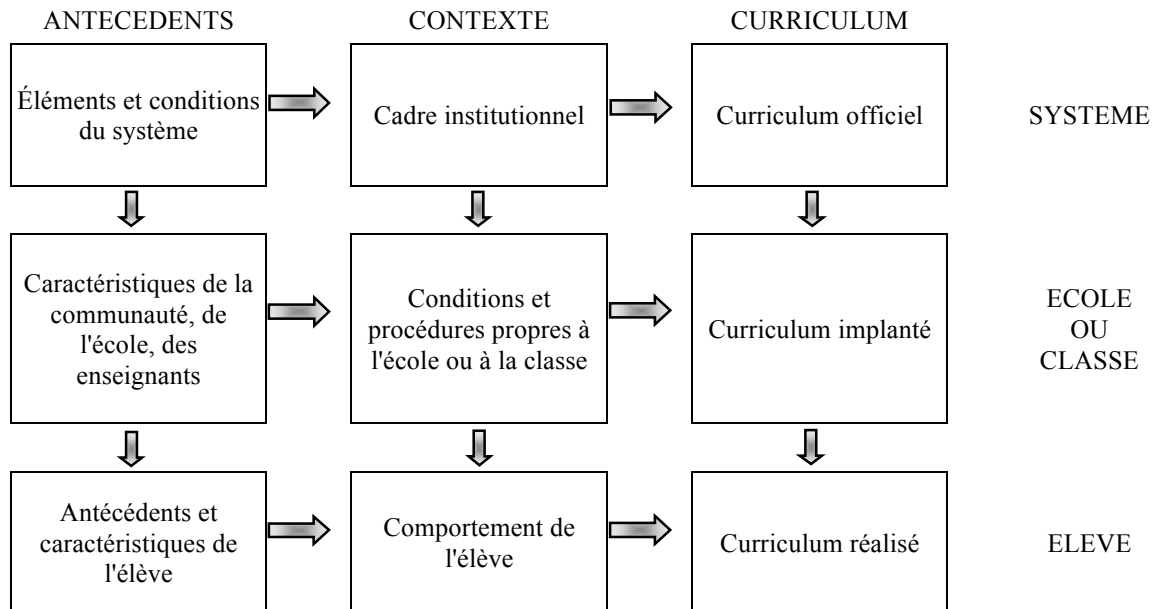 ANTECEDENTS
CONTEXTE
CURRICULUM
Éléments et conditions
du système
Cadre institutionnel
Curriculum officiel
SYSTEME
Caractéristiques de la
communauté, de
l'école, des
enseignants
Conditions et
procédures propres à
l'école ou à la classe
Curriculum implanté
ECOLE
OU
CLASSE
Antécédents et
caractéristiques de
l'élève
Comportement de
l'élève
Curriculum réalisé
ELEVE